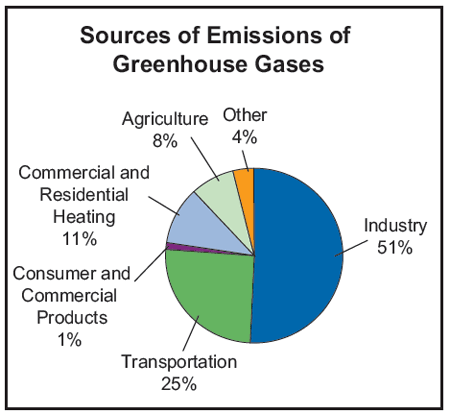 Sources of Emissions of
Greenhouse Gases
Agriculture
8%
Other
4%
Commercial and
Residential
Heating
11%
Industry
51%
Consumer and
Commercial
Products
1%
Transportation
25%